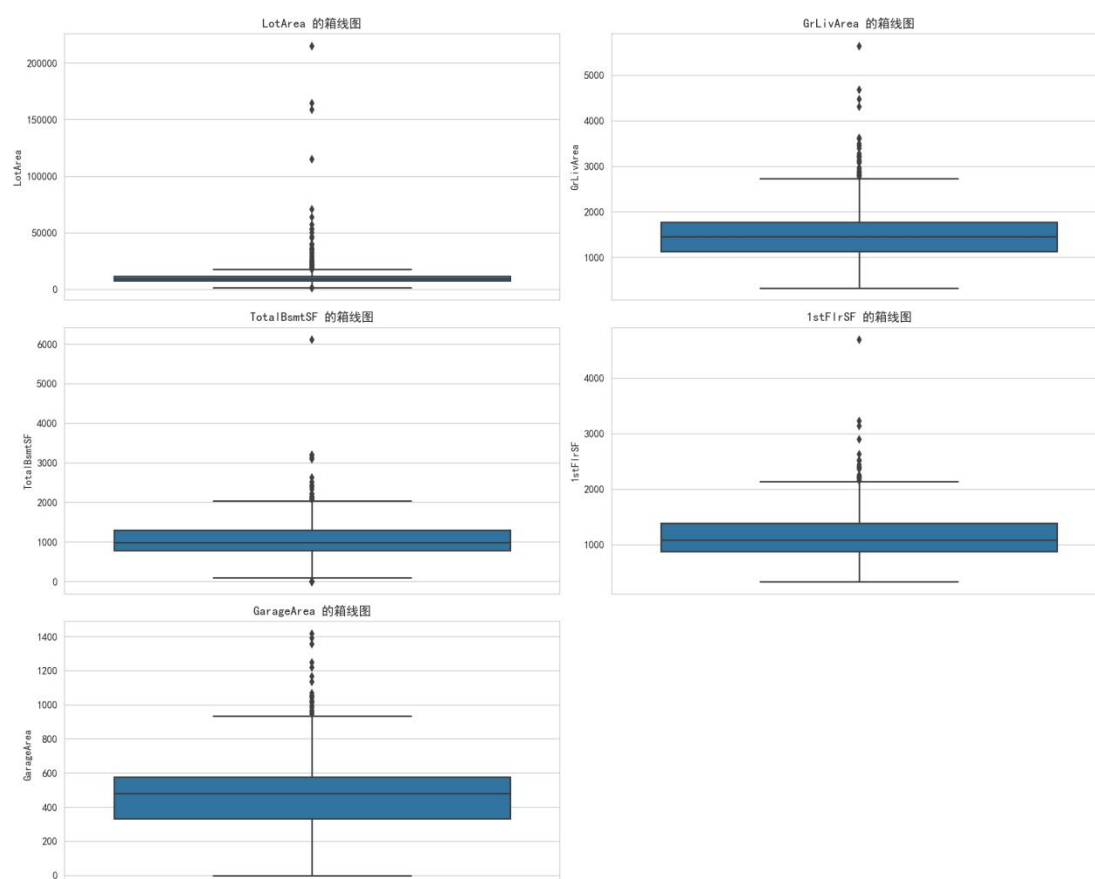 LotArea 的箱线图
200000
150000
100000
50000
0
LotArea
GrLivArea 的箱线图
5000
4000
3000
2000
1000
GrLivArea
TotalBsmtSF 的箱线图
6000
5000
4000
3000
2000
1000
0
TotalBsmtSF
1stFlrSF 的箱线图
4000
3000
2000
1000
1stFlrSF
GarageArea 的箱线图
1400
1200
1000
800
600
400
200
0
GarageArea